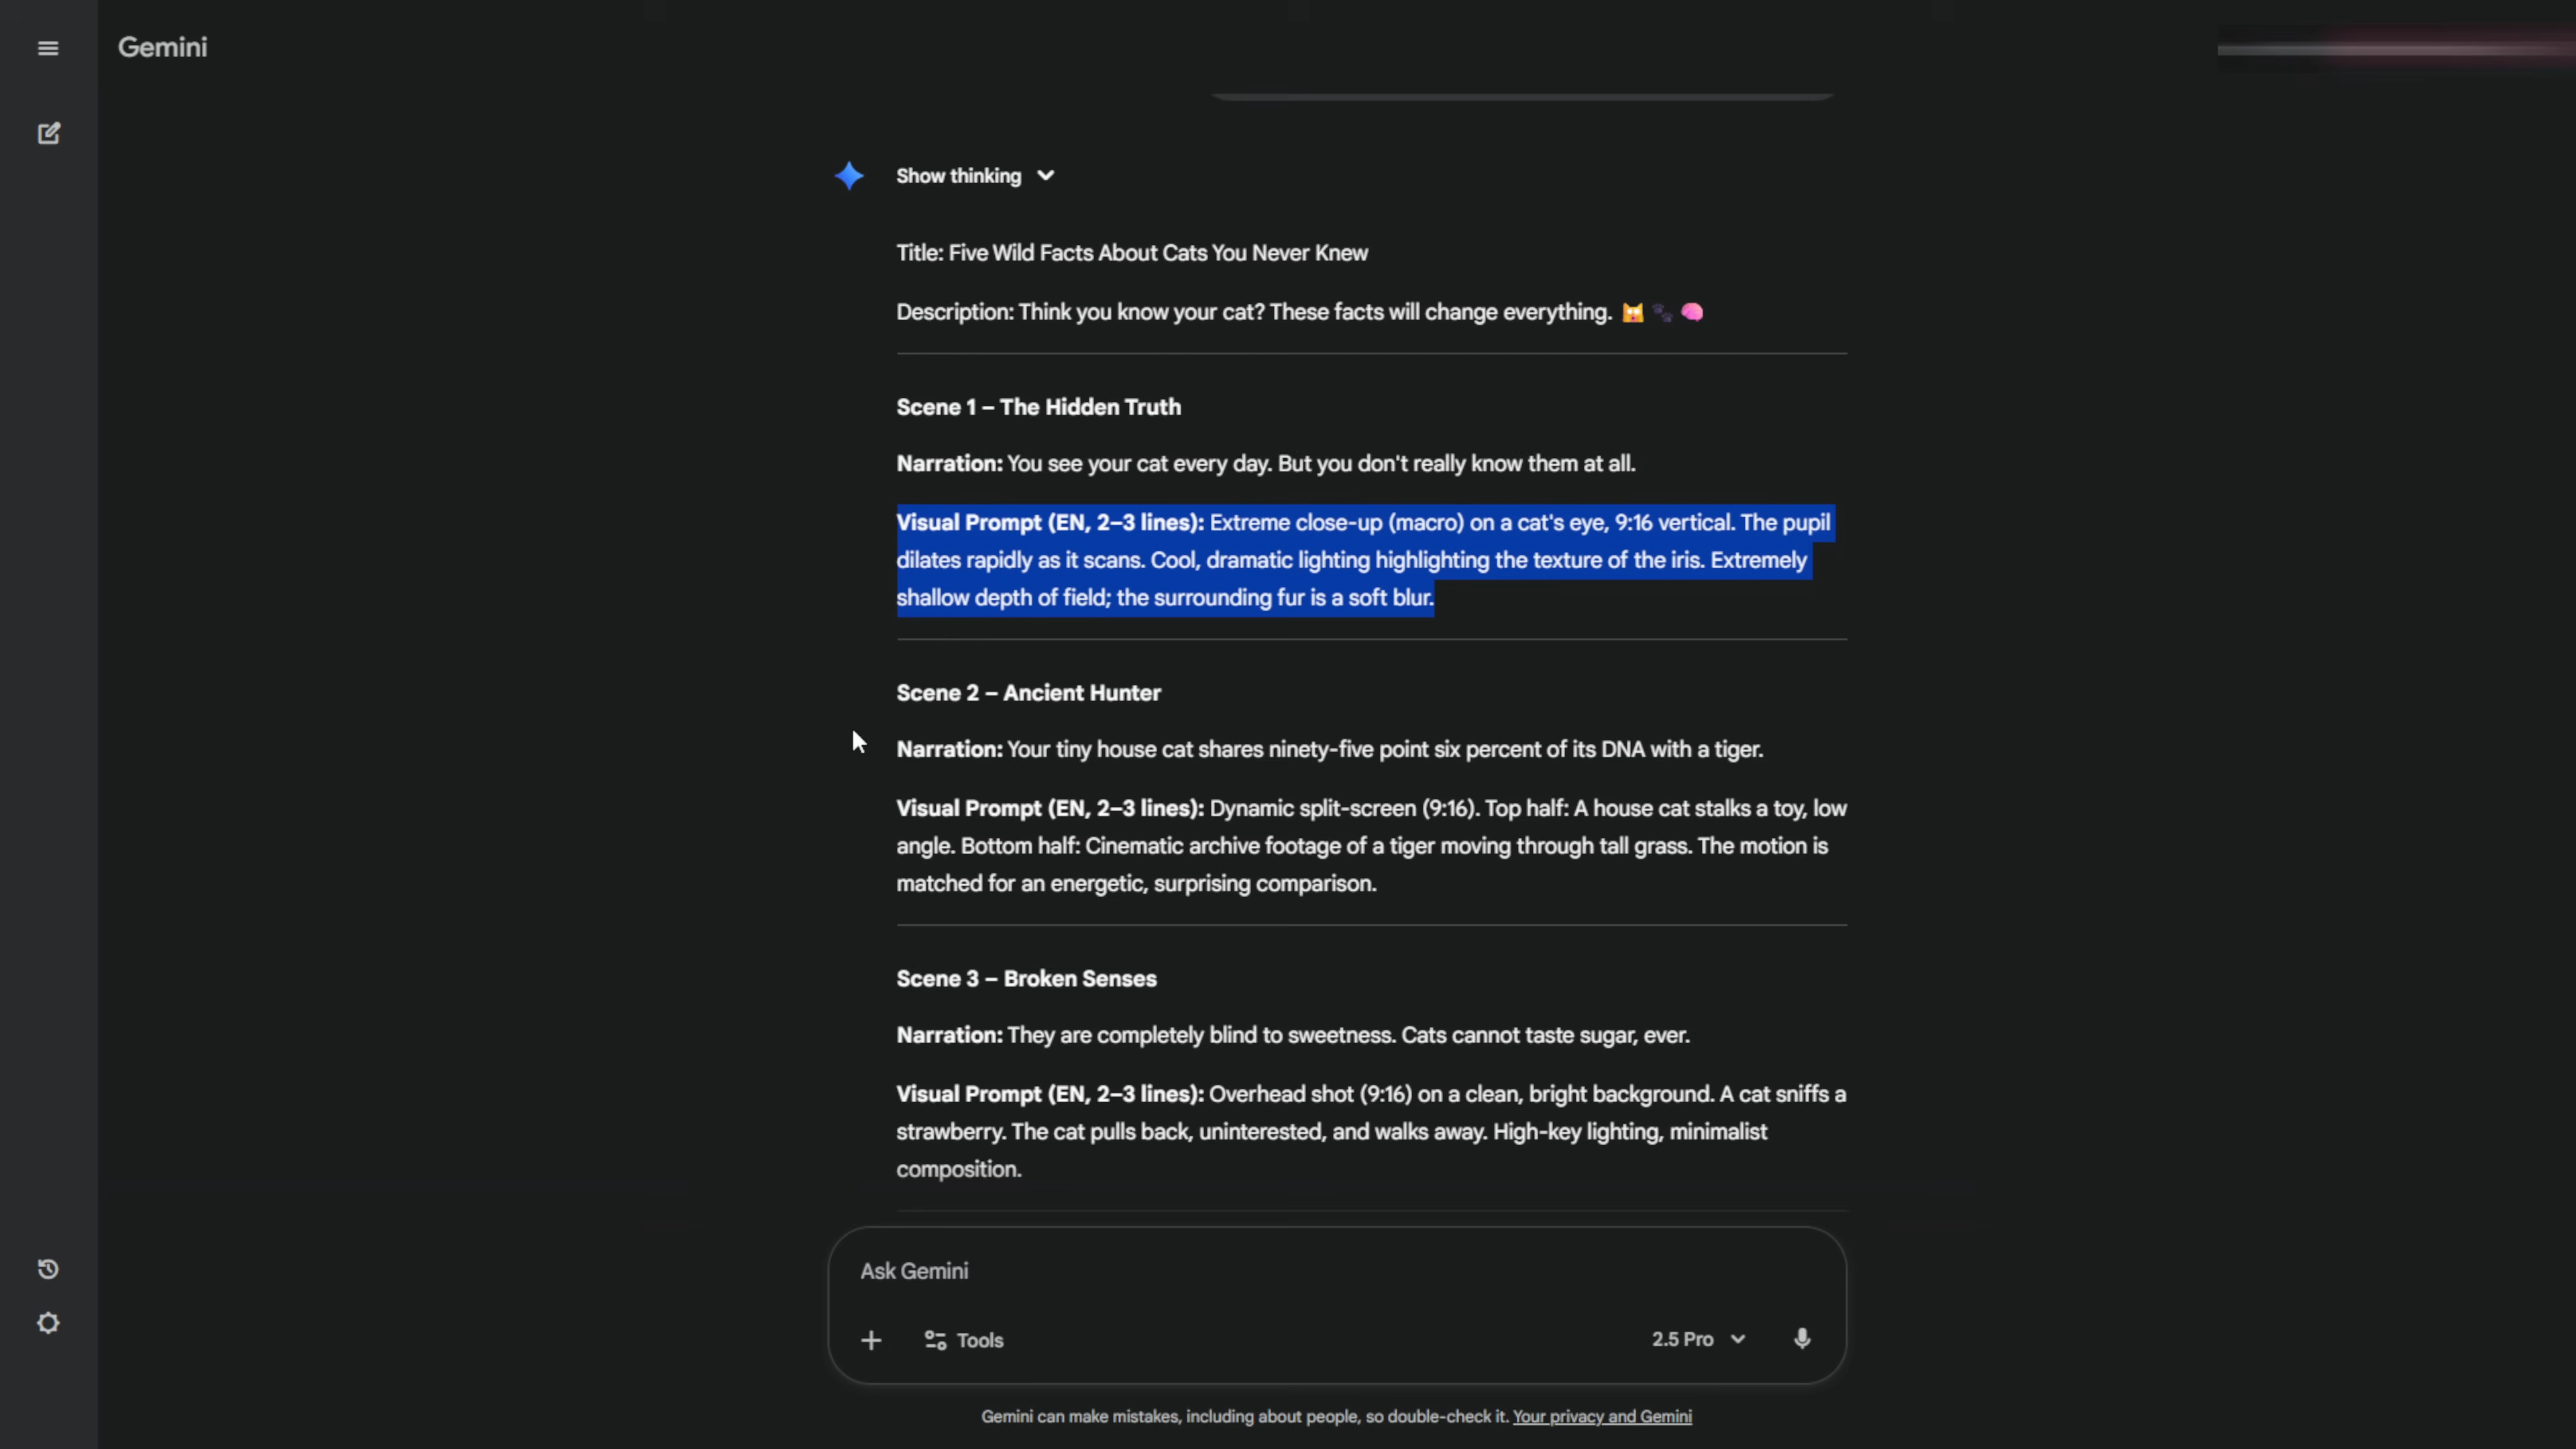 Gemini
Show thinking
Title: Five Wild Facts About Cats You Never Knew
Description: Think you know your cat? These facts will change everything. 🙀 🐾 🧠
Scene 1 – The Hidden Truth
Narration: You see your cat every day. But you don't really know them at all.
Visual Prompt (EN, 2–3 lines): Extreme close-up (macro) on a cat's eye, 9:16 vertical. The pupil
dilates rapidly as it scans. Cool, dramatic lighting highlighting the texture of the iris. Extremely
shallow depth of field; the surrounding fur is a soft blur.
Scene 2 – Ancient Hunter
Narration: Your tiny house cat shares ninety-five point six percent of its DNA with a tiger.
Visual Prompt (EN, 2–3 lines): Dynamic split-screen (9:16). Top half: A house cat stalks a toy, low
angle. Bottom half: Cinematic archive footage of a tiger moving through tall grass. The motion is
matched for an energetic, surprising comparison.
Scene 3 – Broken Senses
Narration: They are completely blind to sweetness. Cats cannot taste sugar, ever.
Visual Prompt (EN, 2–3 lines): Overhead shot (9:16) on a clean, bright background. A cat sniffs a
strawberry. The cat pulls back, uninterested, and walks away. High-key lighting, minimalist
composition.
Ask Gemini
Tools
2.5 Pro
Gemini can make mistakes, including about people, so double-check it. Your privacy and Gemini